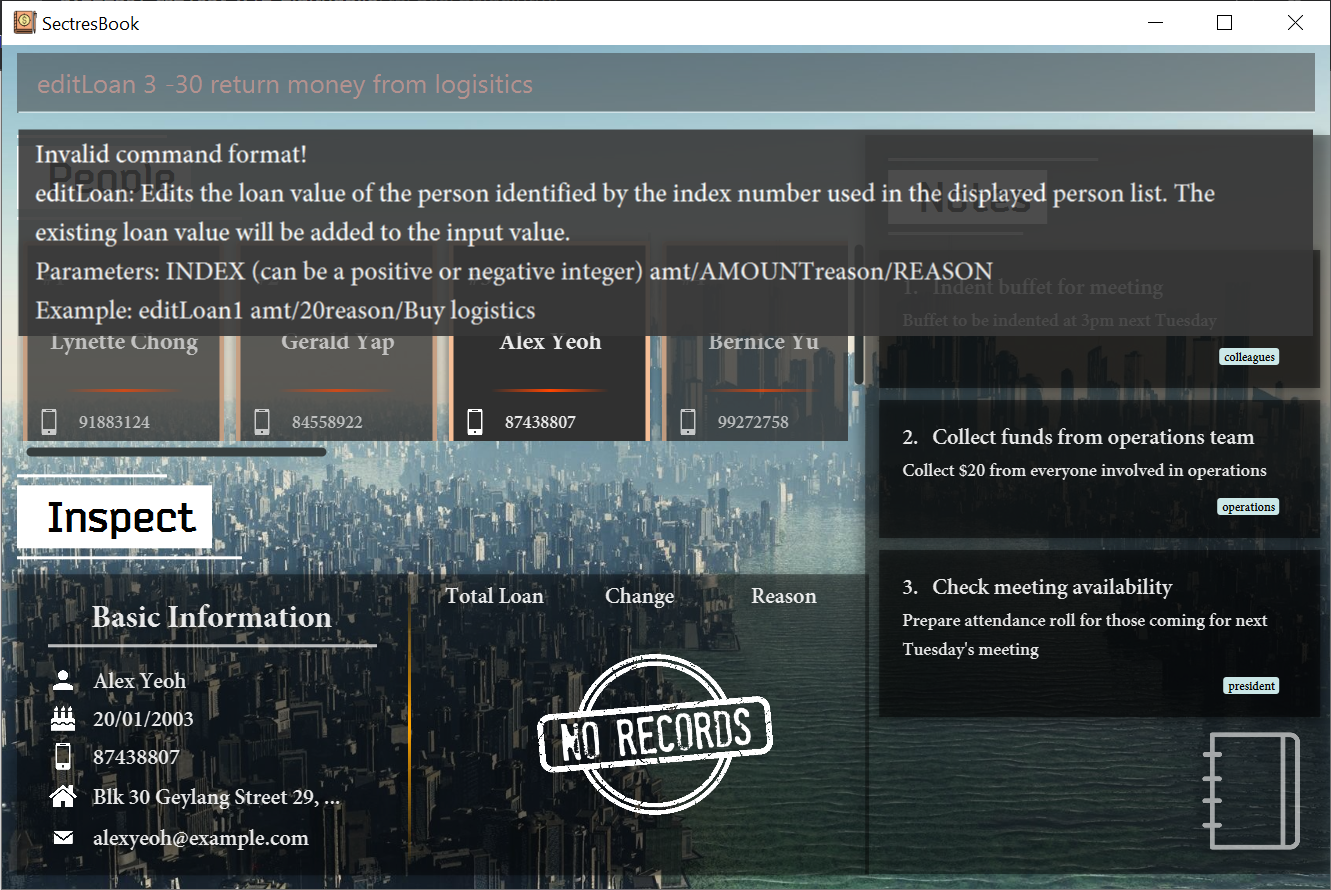 SectresBook
editLoan 3 -30 return money from logisitics
Invalid command format!
editLoan: Edits the loan value of the person identified by the index number used in the displayed person list. The
existing loan value will be added to the input value.
Parameters: INDEX (can be a positive or negative integer) amt/AMOUNTreason/REASON
Example: editLoan1 amt/20reason/Buy logistics
People
Lynette Chong
91883124
Gerald Yap
84558922
Alex Yeoh
87438807
Bernice Yu
99272758
Inspect
Basic Information
Alex Yeoh
20/01/2003
87438807
Blk 30 Geylang Street 29, ...
alexyeoh@example.com
Total Loan Change Reason
NO RECORDS
Notes
1. Indent buffet for meeting
Buffet to be indented at 3pm next Tuesday
colleagues
2. Collect funds from operations team
Collect $20 from everyone involved in operations
operations
3. Check meeting availability
Prepare attendance roll for those coming for next
Tuesday's meeting
president